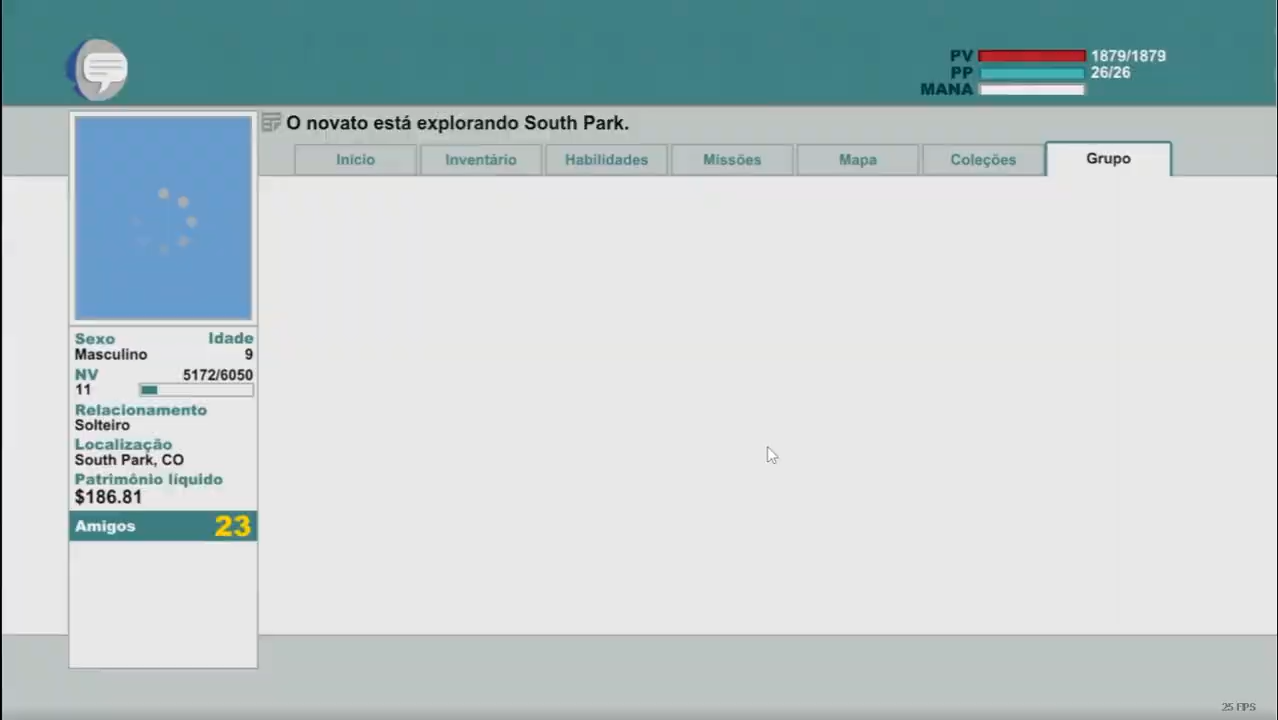 PV 1879/1879
PP 26/26
MANA
O novato está explorando South Park.
Início Inventário Habilidades Missões Mapa Coleções Grupo
Sexo Idade
Masculino 9
NV 5172/6050
11
Relacionamento
Solteiro
Localização
South Park, CO
Patrimônio líquido
$186.81
Amigos 23
25 FPS